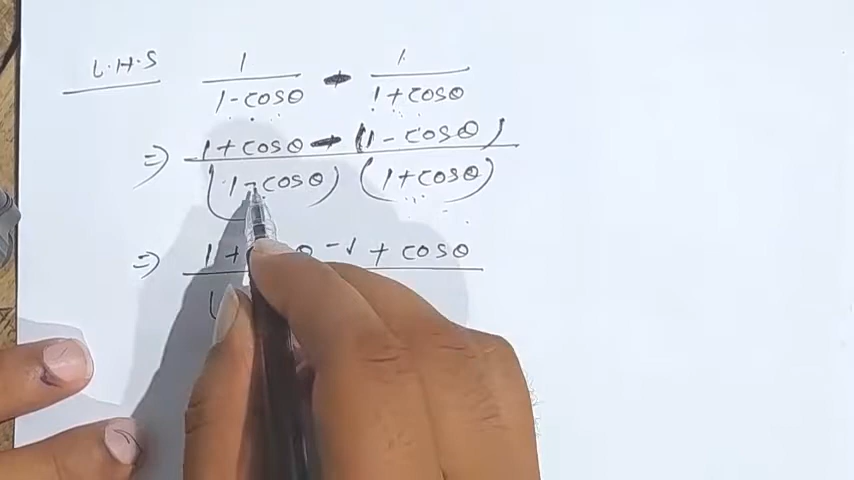 L.H.S 1/(1 - cosθ) - 1/(1 + cosθ)
⇒ (1 + cosθ - (1 - cosθ))/((1 - cosθ) (1 + cosθ))
⇒ 1 + θ - 1 + cosθ